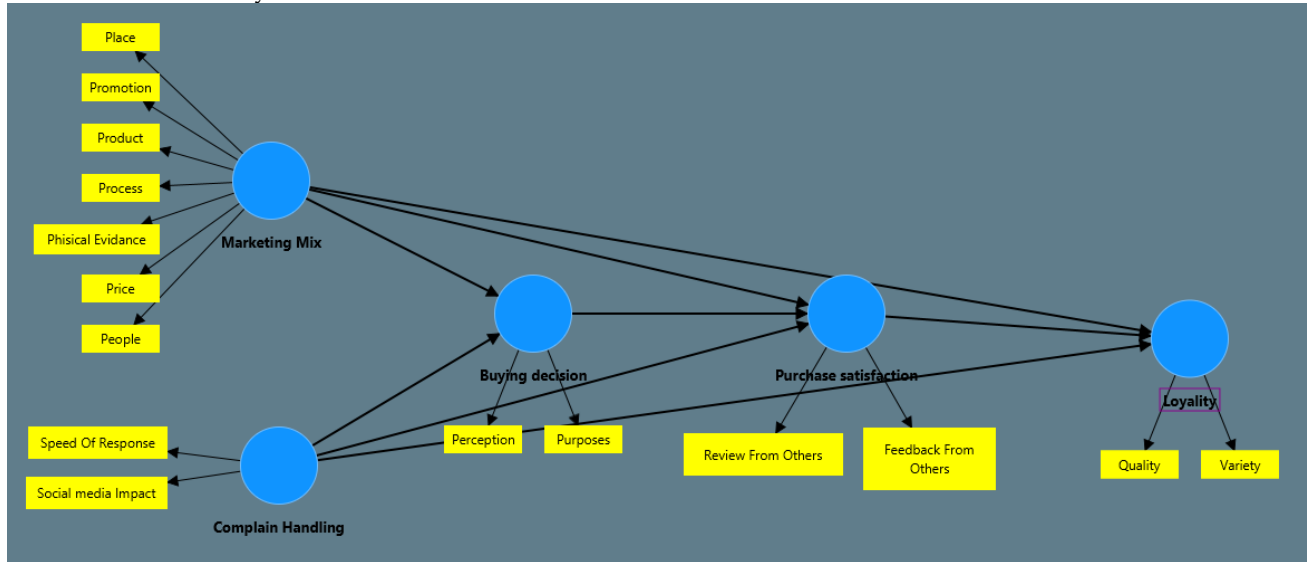 Place
Promotion
Product
Process
Phisical Evidance
Marketing Mix
Price
People
Buying decision
Purchase satisfaction
Loyality
Speed Of Response
Social media Impact
Complain Handling
Perception
Purposes
Review From Others
Feedback From
Others
Quality
Variety